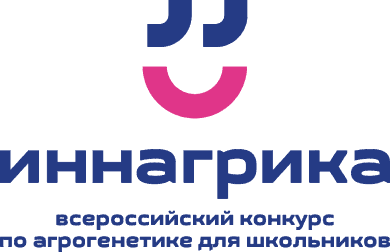 иннагрика
всероссийский конкурс
по агрогенетике для школьников